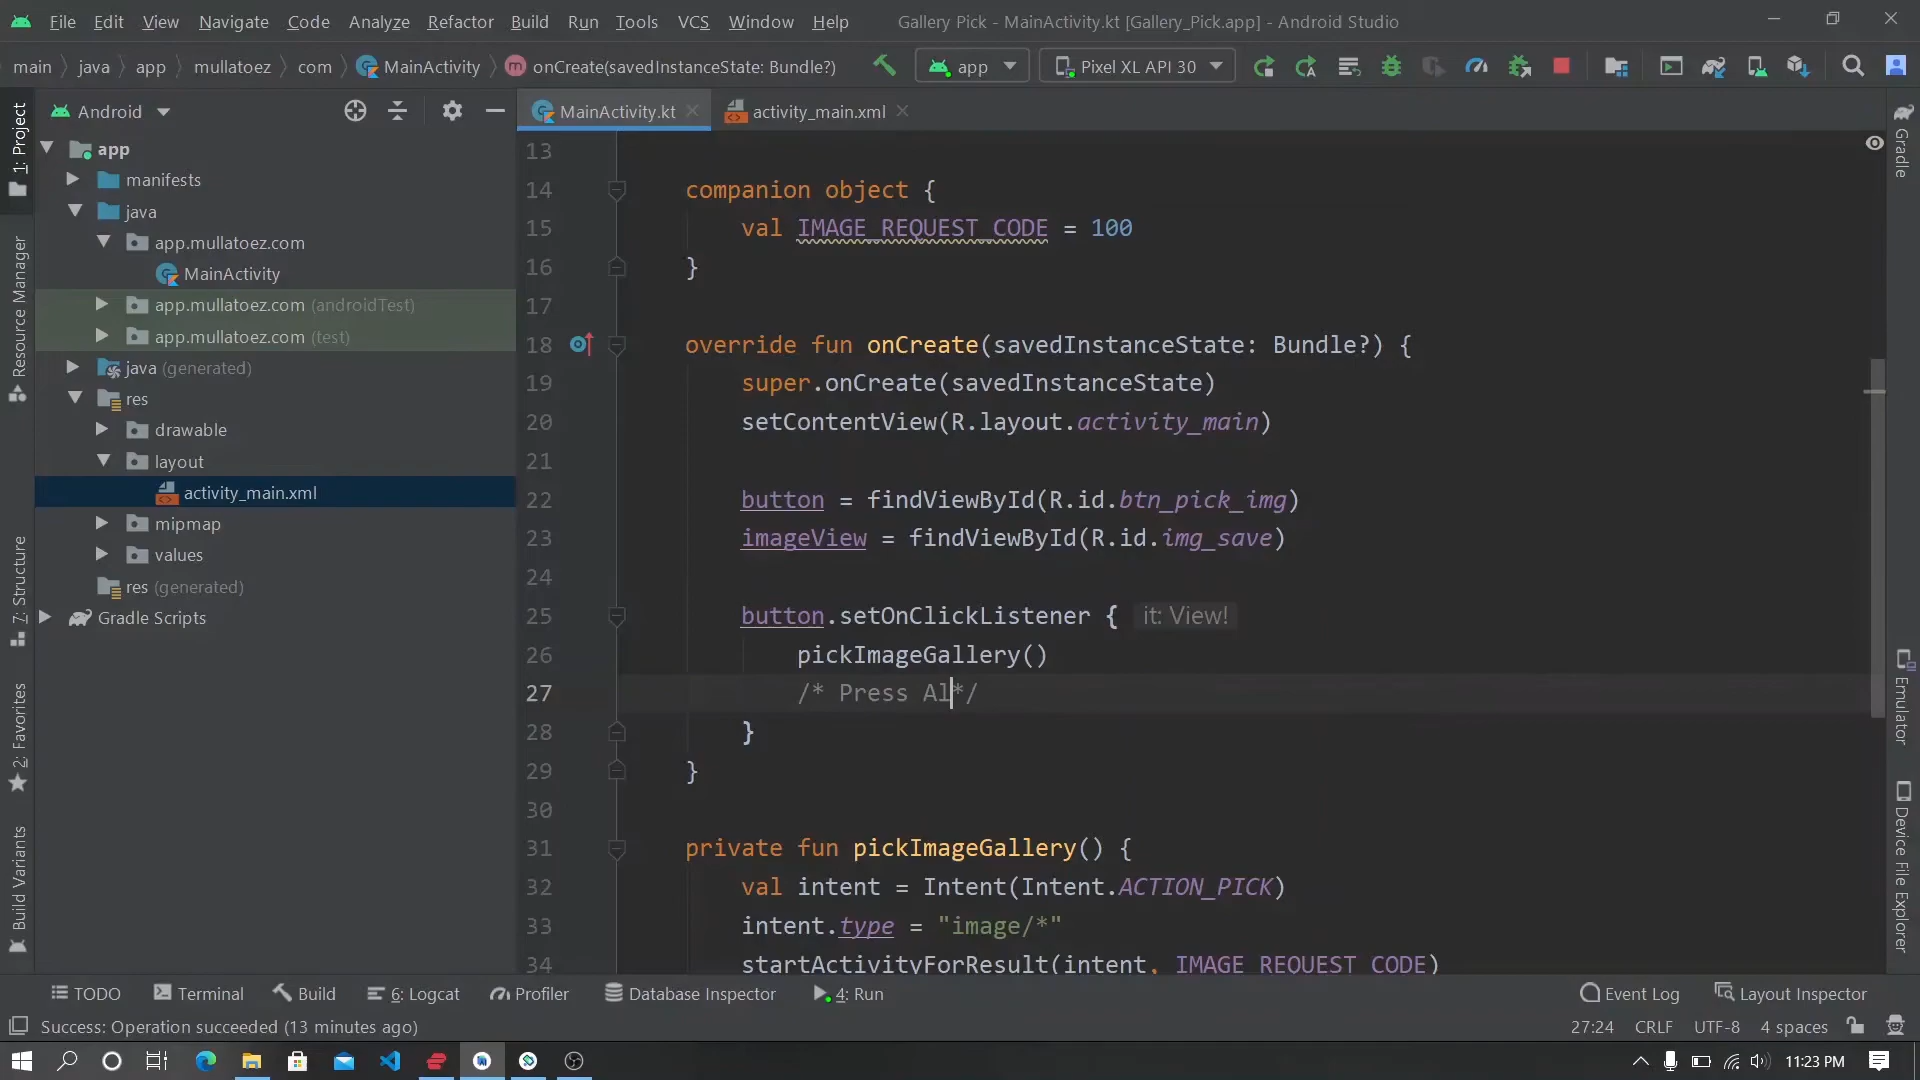 File Edit View Navigate Code Analyze Refactor Build Run Tools VCS Window Help Gallery Pick - MainActivity.kt [Gallery_Pick.app] - Android Studio
main java app mullatoez com MainActivity onCreate(savedInstanceState: Bundle?) app Pixel XL API 30
Android
MainActivity.kt
activity_main.xml
1: Project
Resource Manager
7: Structure
2: Favorites
Build Variants
app
manifests
java
app.mullatoez.com
MainActivity
app.mullatoez.com (androidTest)
app.mullatoez.com (test)
java (generated)
res
drawable
layout
activity_main.xml
mipmap
values
res (generated)
Gradle Scripts
13
14 companion object {
15 val IMAGE_REQUEST_CODE = 100
16 }
17
18 override fun onCreate(savedInstanceState: Bundle?) {
19 super.onCreate(savedInstanceState)
20 setContentView(R.layout.activity_main)
21
22 button = findViewById(R.id.btn_pick_img)
23 imageView = findViewById(R.id.img_save)
24
25 button.setOnClickListener { it: View!
26 pickImageGallery()
27 /* Press Al*/
28 }
29 }
30
31 private fun pickImageGallery() {
32 val intent = Intent(Intent.ACTION_PICK)
33 intent.type = "image/*"
34 startActivityForResult(intent, IMAGE_REQUEST_CODE)
Gradle
Emulator
Device File Explorer
TODO Terminal Build 6: Logcat Profiler Database Inspector 4: Run Event Log Layout Inspector
Success: Operation succeeded (13 minutes ago) 27:24 CRLF UTF-8 4 spaces
11:23 PM